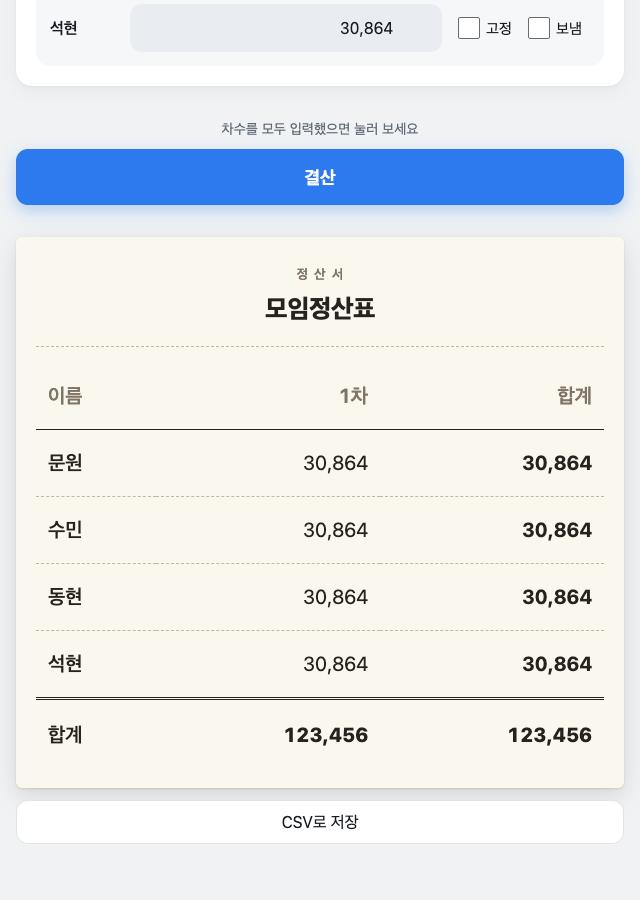 석현 30,864 고정 보냄
차수를 모두 입력했으면 눌러 보세요
결산
정산서
모임정산표
이름 1차 합계
문원 30,864 30,864
수민 30,864 30,864
동현 30,864 30,864
석현 30,864 30,864
합계 123,456 123,456
CSV로 저장